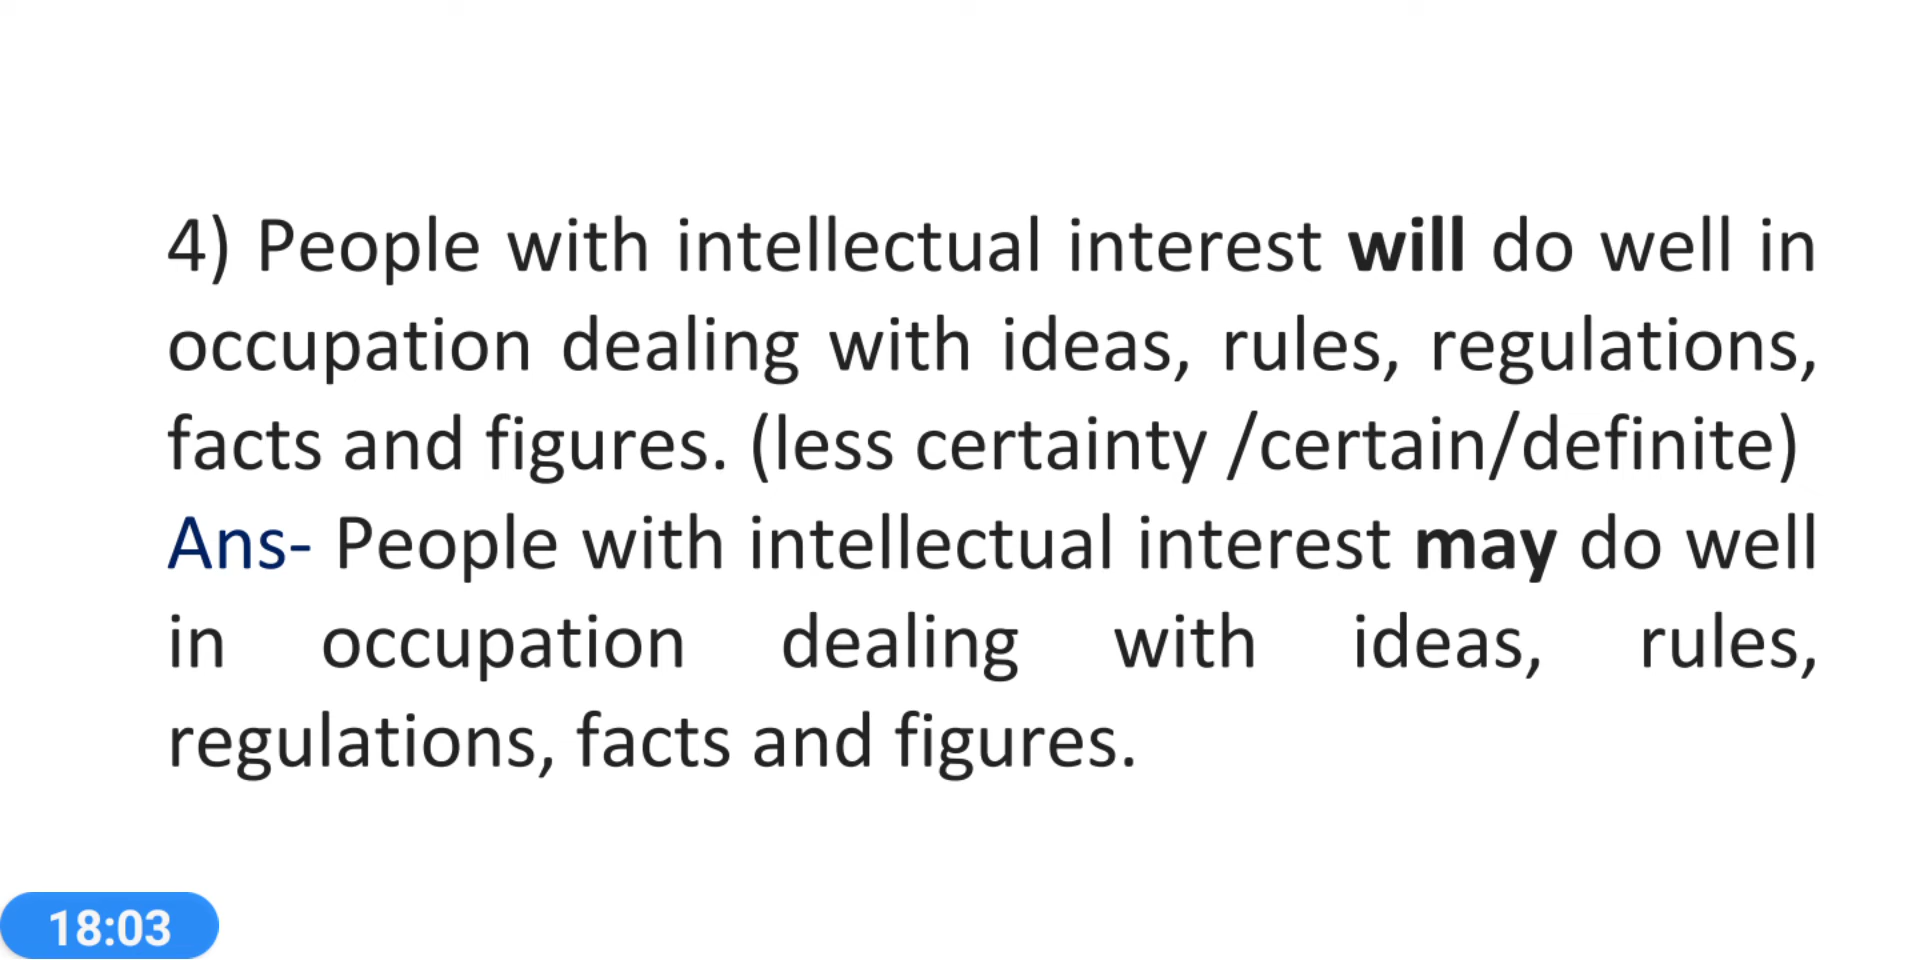 4) People with intellectual interest will do well in
occupation dealing with ideas, rules, regulations,
facts and figures. (less certainty /certain/definite)
Ans- People with intellectual interest may do well
in occupation dealing with ideas, rules,
regulations, facts and figures.
18:03